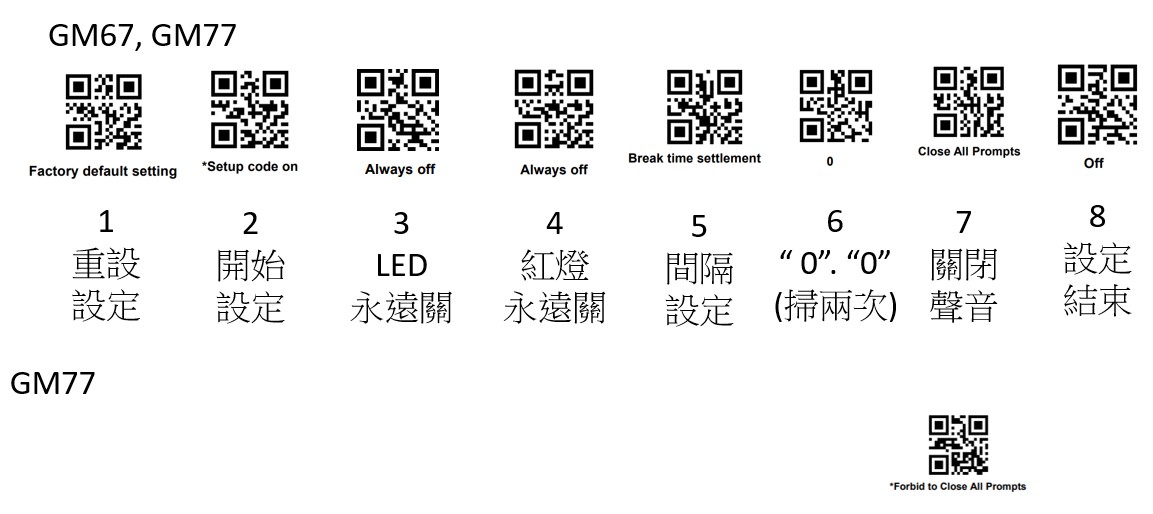 GM67, GM77
Factory default setting
*Setup code on
Always off
Always off
Break time settlement
0
Close All Prompts
Off
1
重設
設定
2
開始
設定
3
LED
永遠關
4
紅燈
永遠關
5
間隔
設定
6
“ 0”. “0”
(掃兩次)
7
關閉
聲音
8
設定
結束
GM77
*Forbid to Close All Prompts